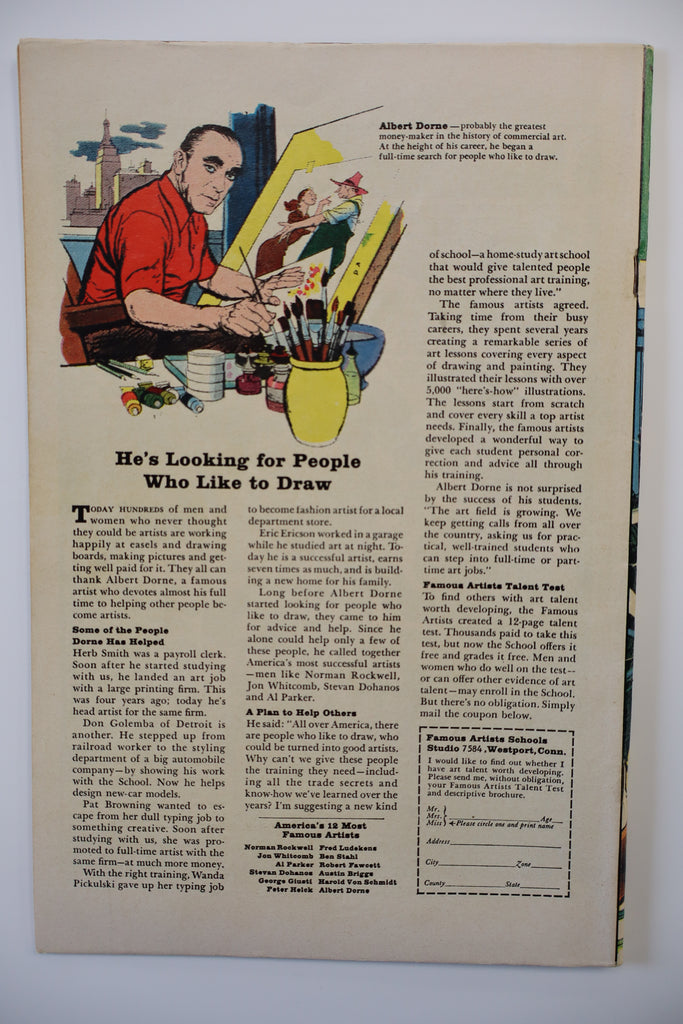 Albert Dorne — probably the greatest
money-maker in the history of commercial art.
At the height of his career, he began a
full-time search for people who like to draw.
He's Looking for People
Who Like to Draw
TODAY HUNDREDS of men and
women who never thought
they could be artists are working
happily at easels and drawing
boards, making pictures and get-
ting well paid for it. They all can
thank Albert Dorne, a famous
artist who devotes almost his full
time to helping other people be-
come artists.
Some of the People
Dorne Has Helped
Herb Smith was a payroll clerk.
Soon after he started studying
with us, he landed an art job
with a large printing firm. This
was four years ago; today he's
head artist for the same firm.
Don Golemba of Detroit is
another. He stepped up from
railroad worker to the styling
department of a big automobile
company—by showing his work
with the School. Now he helps
design new-car models.
Pat Browning wanted to es-
cape from her dull typing job to
something creative. Soon after
studying with us, she was pro-
moted to full-time artist with the
same firm—at much more money.
With the right training, Wanda
Pickulski gave up her typing job
to become fashion artist for a local
department store.
Eric Ericson worked in a garage
while he studied art at night. To-
day he is a successful artist, earns
seven times as much, and is build-
ing a new home for his family.
Long before Albert Dorne
started looking for people who
like to draw, they came to him
for advice and help. Since he
alone could help only a few of
these people, he called together
America's most successful artists
—men like Norman Rockwell,
Jon Whitcomb, Stevan Dohanos
and Al Parker.
A Plan to Help Others
He said: "All over America, there
are people who like to draw, who
could be turned into good artists.
Why can't we give these people
the training they need—includ-
ing all the trade secrets and
know-how we've learned over the
years? I'm suggesting a new kind
America's 12 Most
Famous Artists
Norman Rockwell Fred Ludekens
Jon Whitcomb Ben Stahl
Al Parker Robert Fawcett
Stevan Dohanos Austin Briggs
George Giusti Harold Von Schmidt
Peter Helck Albert Dorne
of school—a home-study art school
that would give talented people
the best professional art training,
no matter where they live."
The famous artists agreed.
Taking time from their busy
careers, they spent several years
creating a remarkable series of
art lessons covering every aspect
of drawing and painting. They
illustrated their lessons with over
5,000 "here's-how" illustrations.
The lessons start from scratch
and cover every skill a top artist
needs. Finally, the famous artists
developed a wonderful way to
give each student personal cor-
rection and advice all through
his training.
Albert Dorne is not surprised
by the success of his students.
"The art field is growing. We
keep getting calls from all over
the country, asking us for prac-
tical, well-trained students who
can step into full-time or part-
time art jobs."
Famous Artists Talent Test
To find others with art talent
worth developing, the Famous
Artists created a 12-page talent
test. Thousands paid to take this
test, but now the School offers it
free and grades it free. Men and
women who do well on the test—
or can offer other evidence of art
talent—may enroll in the School.
But there's no obligation. Simply
mail the coupon below.
Famous Artists Schools
Studio 7584, Westport, Conn.
I would like to find out whether I
have art talent worth developing.
Please send me, without obligation,
your Famous Artists Talent Test
and descriptive brochure.
Mr.
Mrs. Age
Miss Please circle one and print name
Address
City Zone
County State